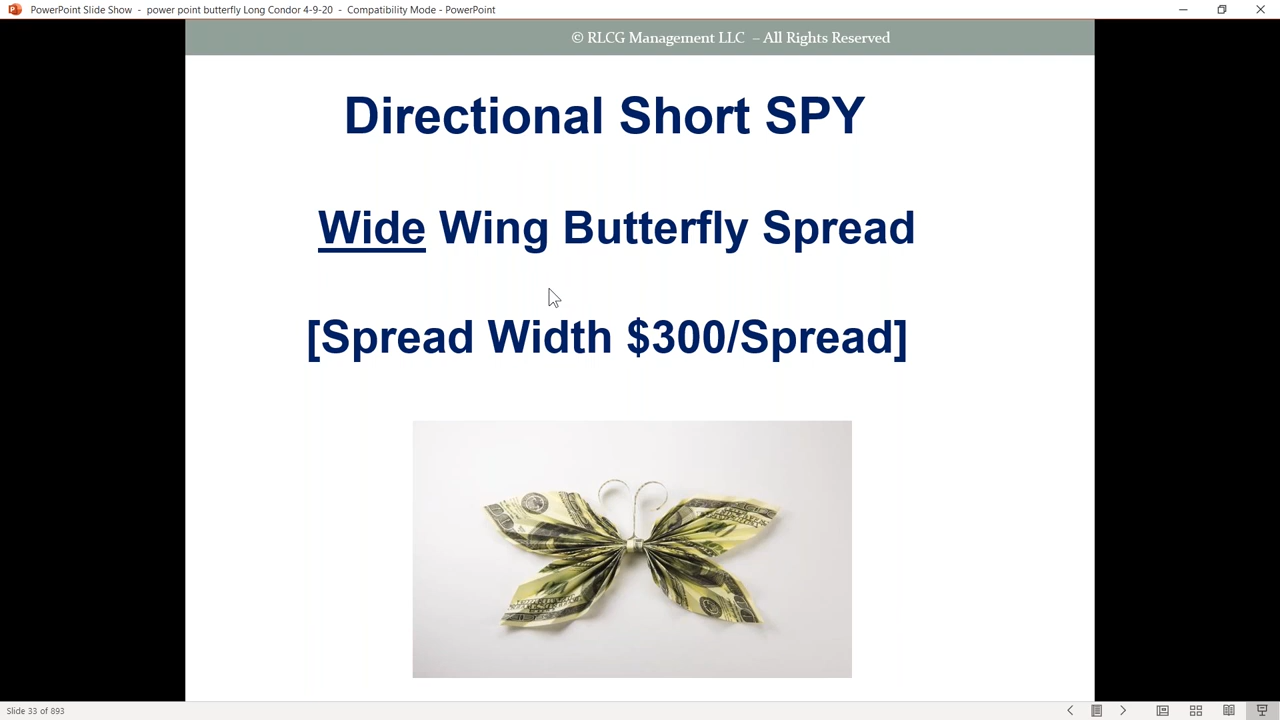 PowerPoint Slide Show - power point butterfly Long Condor 4-9-20 - Compatibility Mode - PowerPoint
© RLCG Management LLC – All Rights Reserved
Directional Short SPY
Wide Wing Butterfly Spread
[Spread Width $300/Spread]
Slide 33 of 893